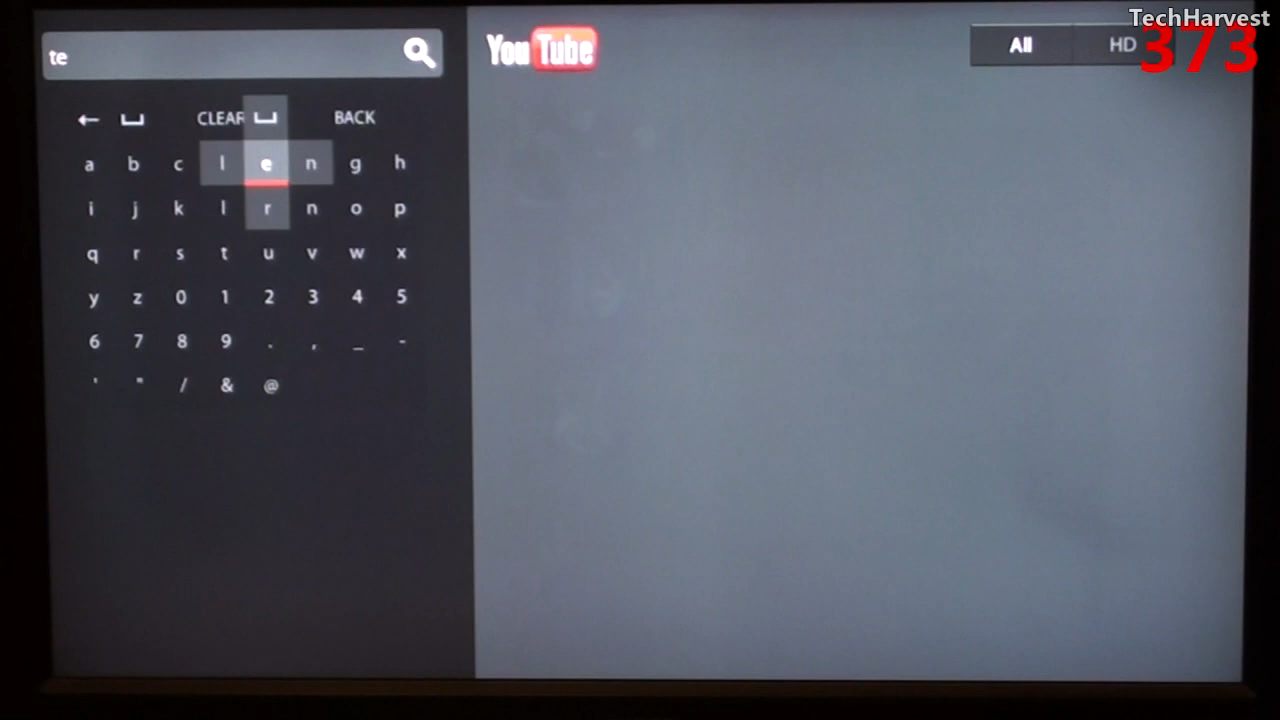 TechHarvest
373
te
YouTube
All HD
← ⎵ CLEAR ⎵ BACK
a b c l e n g h
i j k l r n o p
q r s t u v w x
y z 0 1 2 3 4 5
6 7 8 9 . , _ -
' " / & @